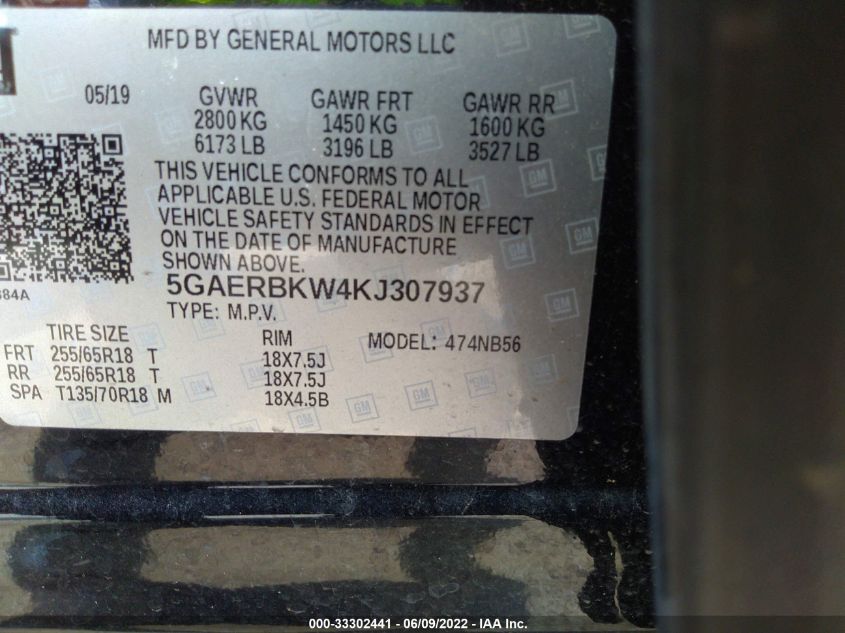 MFD BY GENERAL MOTORS LLC
05/19 GVWR GAWR FRT GAWR RR
2800 KG 1450 KG 1600 KG
6173 LB 3196 LB 3527 LB
THIS VEHICLE CONFORMS TO ALL
APPLICABLE U.S. FEDERAL MOTOR
VEHICLE SAFETY STANDARDS IN EFFECT
ON THE DATE OF MANUFACTURE
SHOWN ABOVE.
84A
5GAERBKW4KJ307937
TYPE: M.P.V.
TIRE SIZE RIM MODEL: 474NB56
FRT 255/65R18 T 18X7.5J
RR 255/65R18 T 18X7.5J
SPA T135/70R18 M 18X4.5B
GM
000-33302441 - 06/09/2022 - IAA Inc.